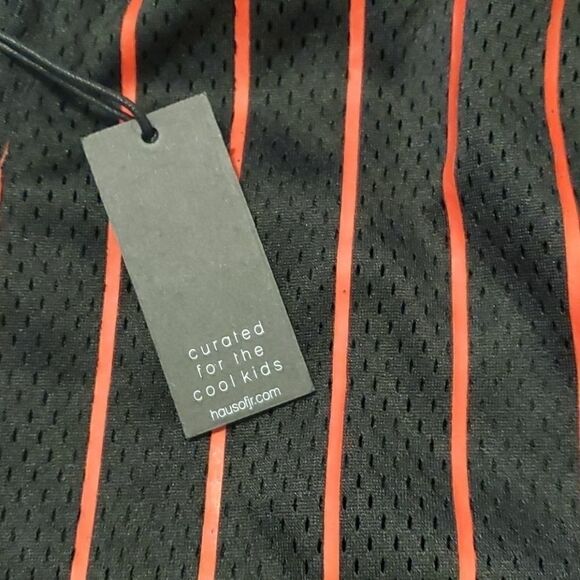 curated
for the
cool kids
hausofjr.com